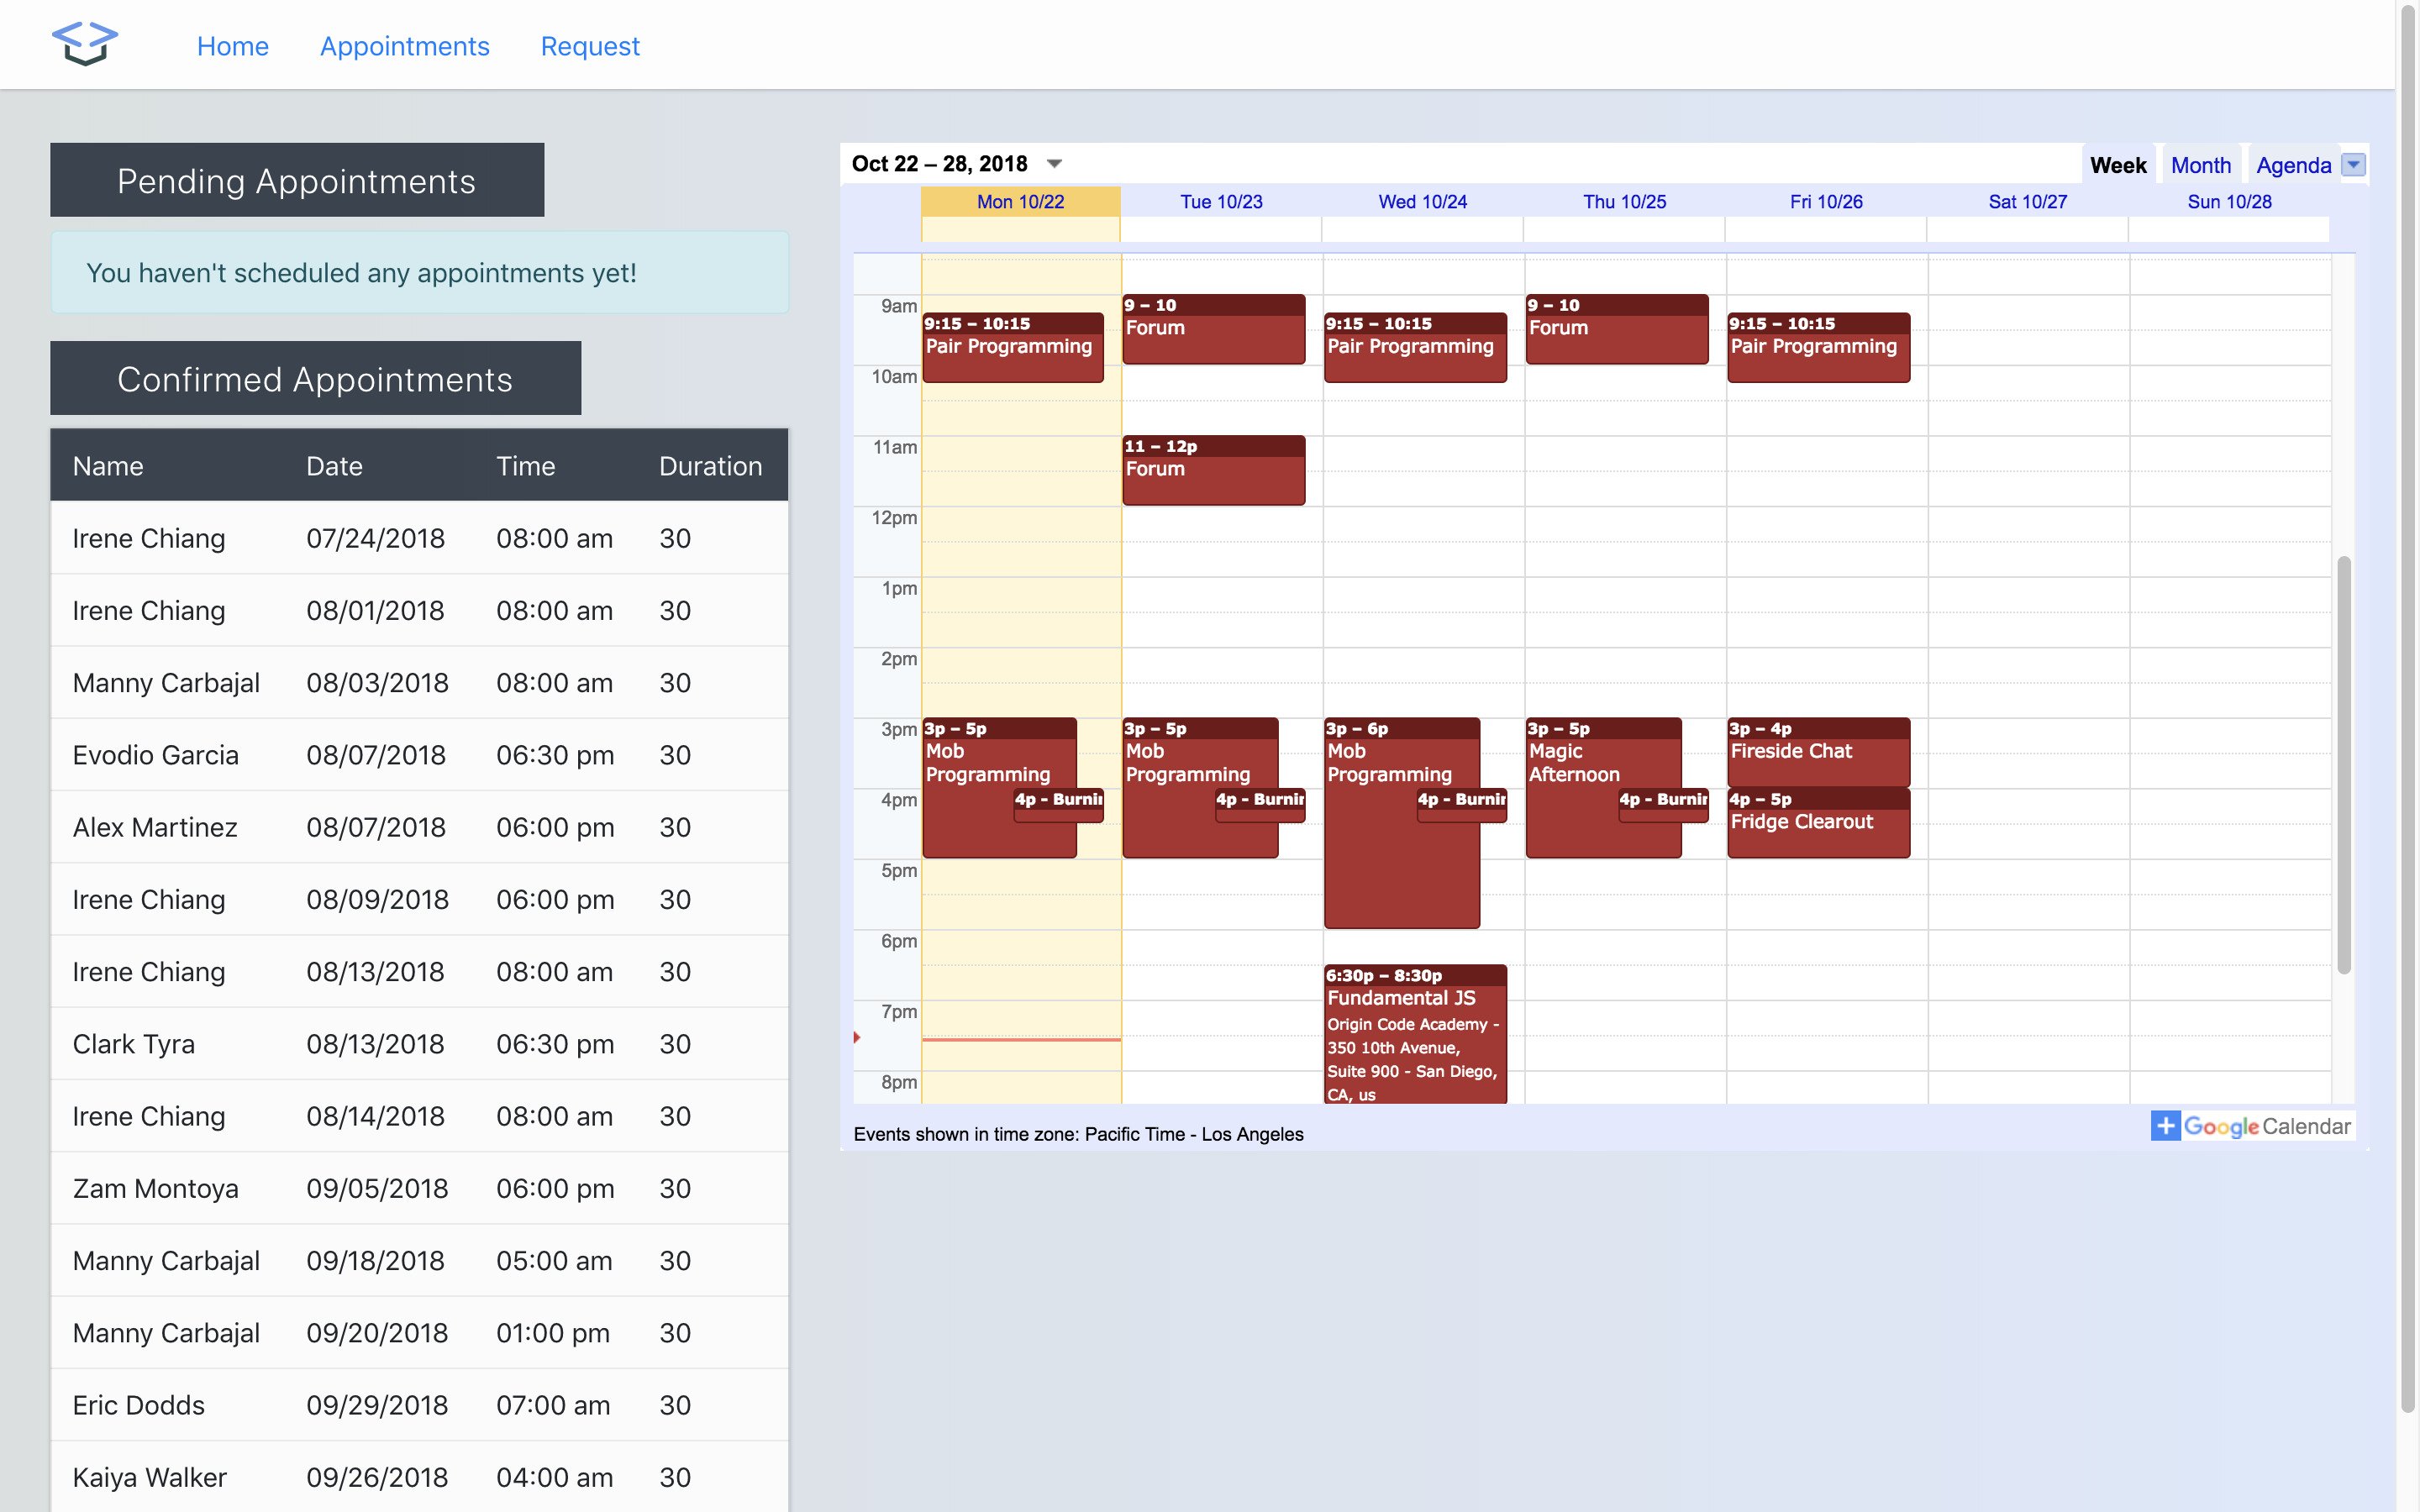 Home Appointments Request
Pending Appointments
You haven't scheduled any appointments yet!
Confirmed Appointments
Name Date Time Duration
Irene Chiang 07/24/2018 08:00 am 30
Irene Chiang 08/01/2018 08:00 am 30
Manny Carbajal 08/03/2018 08:00 am 30
Evodio Garcia 08/07/2018 06:30 pm 30
Alex Martinez 08/07/2018 06:00 pm 30
Irene Chiang 08/09/2018 06:00 pm 30
Irene Chiang 08/13/2018 08:00 am 30
Clark Tyra 08/13/2018 06:30 pm 30
Irene Chiang 08/14/2018 08:00 am 30
Zam Montoya 09/05/2018 06:00 pm 30
Manny Carbajal 09/18/2018 05:00 am 30
Manny Carbajal 09/20/2018 01:00 pm 30
Eric Dodds 09/29/2018 07:00 am 30
Kaiya Walker 09/26/2018 04:00 am 30
Oct 22 – 28, 2018
Week Month Agenda
Mon 10/22 Tue 10/23 Wed 10/24 Thu 10/25 Fri 10/26 Sat 10/27 Sun 10/28
9am
10am
11am
12pm
1pm
2pm
3pm
4pm
5pm
6pm
7pm
8pm
9:15 – 10:15
Pair Programming
3p – 5p
Mob
Programming
4p - Burnin
9 – 10
Forum
11 – 12p
Forum
3p – 5p
Mob
Programming
4p - Burnin
9:15 – 10:15
Pair Programming
3p – 6p
Mob
Programming
4p - Burnin
6:30p – 8:30p
Fundamental JS
Origin Code Academy -
350 10th Avenue,
Suite 900 - San Diego,
CA, us
9 – 10
Forum
3p – 5p
Magic
Afternoon
4p - Burnin
9:15 – 10:15
Pair Programming
3p – 4p
Fireside Chat
4p – 5p
Fridge Clearout
Events shown in time zone: Pacific Time - Los Angeles
Google Calendar